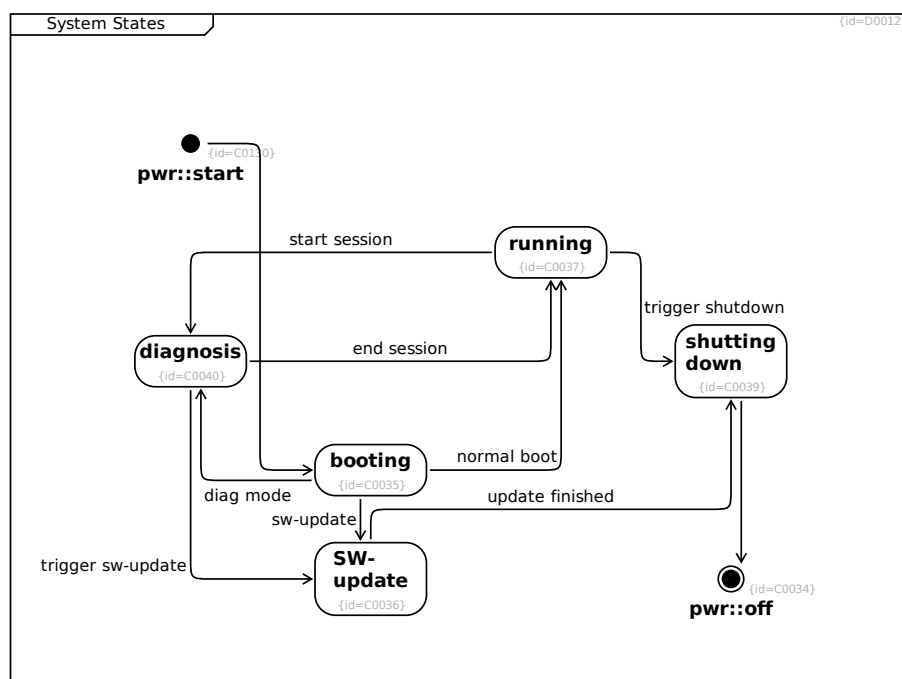 System States
{id=D0012
{id=C0130}
pwr::start
running
{id=C0037}
start session
trigger shutdown
diagnosis
{id=C0040}
end session
shutting
down
{id=C0039}
booting
{id=C0035}
normal boot
diag mode
update finished
sw-update
trigger sw-update
SW-
update
{id=C0036}
{id=C0034}
pwr::off